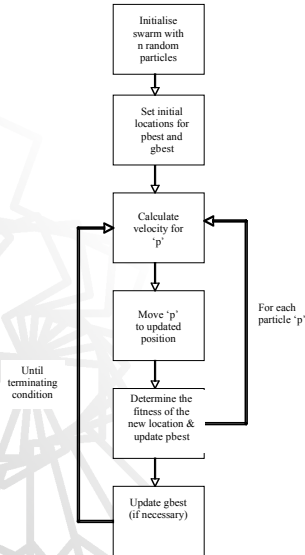 Initialise
swarm with
n random
particles
Set initial
locations for
pbest and
gbest
Calculate
velocity for
‘p’
Move ‘p’
to updated
position
For each
particle ‘p’
Until
terminating
condition
Determine the
fitness of the
new location &
update pbest
Update gbest
(if necessary)